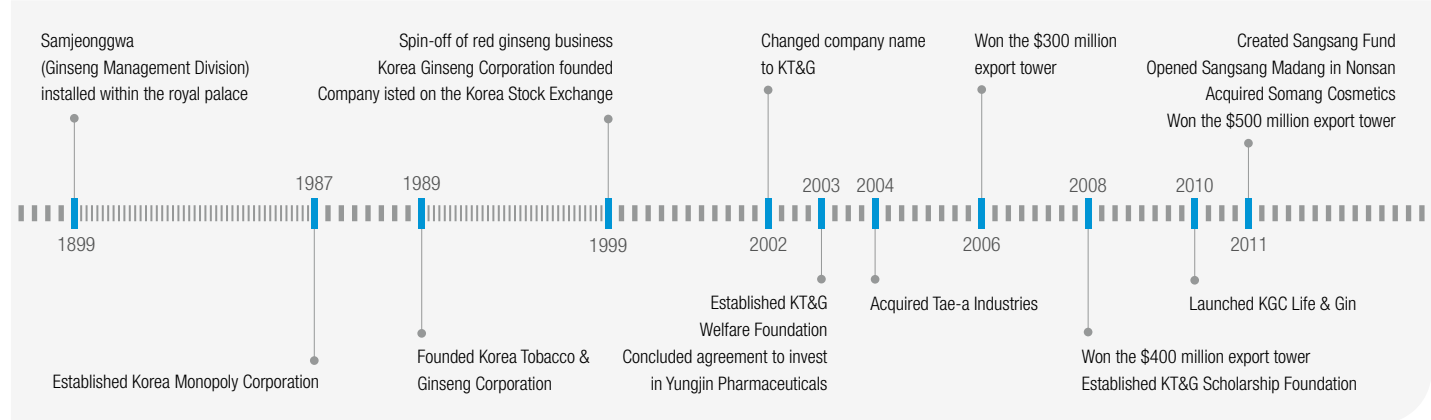 Samjeonggwa
(Ginseng Management Division)
installed within the royal palace
1899
1987
Established Korea Monopoly Corporation
1989
Founded Korea Tobacco &
Ginseng Corporation
Spin-off of red ginseng business
Korea Ginseng Corporation founded
Company isted on the Korea Stock Exchange
1999
Changed company name
to KT&G
2002
2003
Established KT&G
Welfare Foundation
Concluded agreement to invest
in Yungjin Pharmaceuticals
2004
Acquired Tae-a Industries
Won the $300 million
export tower
2006
2008
Won the $400 million export tower
Established KT&G Scholarship Foundation
2010
Launched KGC Life & Gin
Created Sangsang Fund
Opened Sangsang Madang in Nonsan
Acquired Somang Cosmetics
Won the $500 million export tower
2011